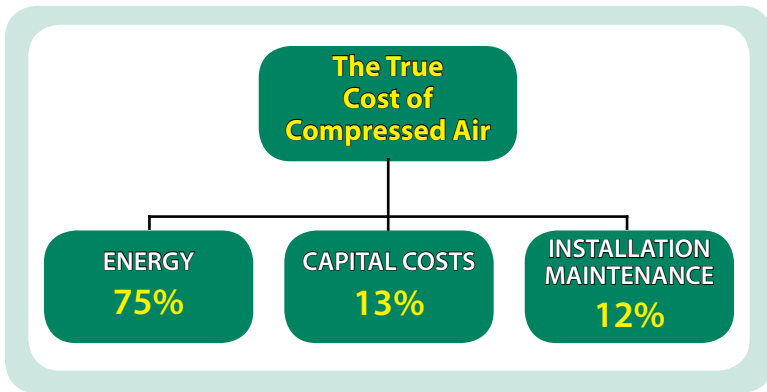 The True
Cost of
Compressed Air
ENERGY
75%
CAPITAL COSTS
13%
INSTALLATION
MAINTENANCE
12%